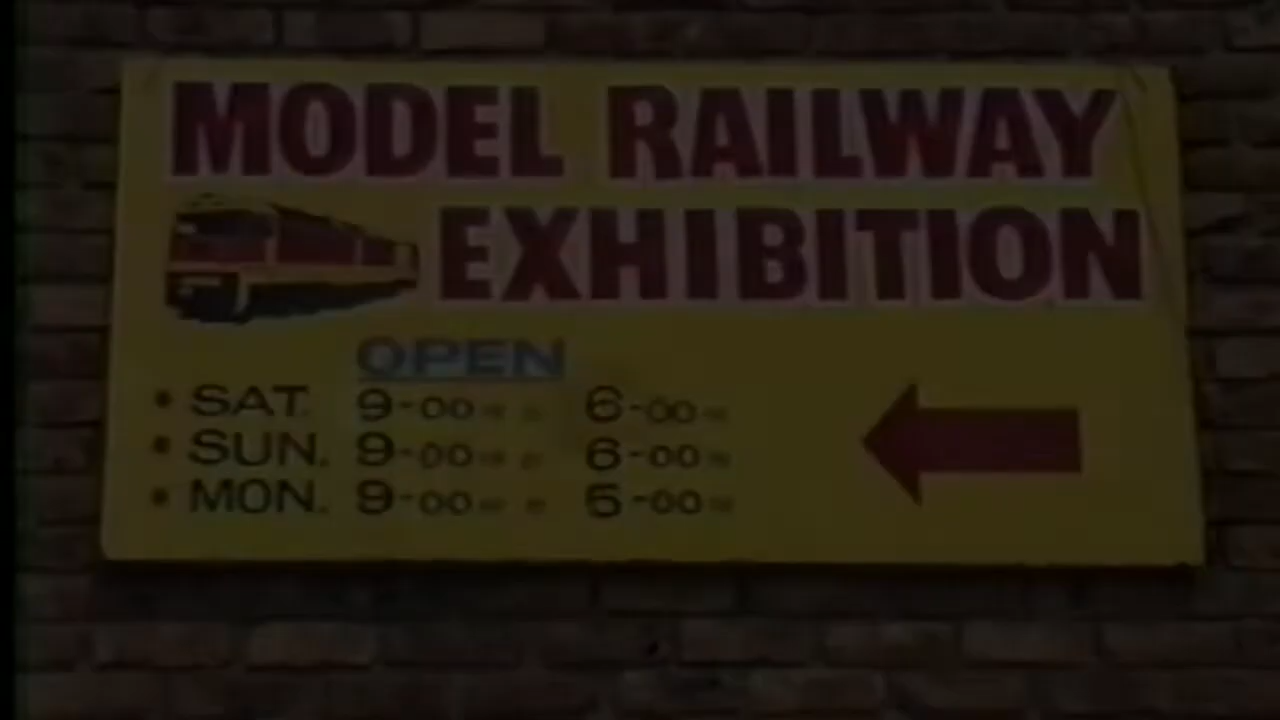 MODEL RAILWAY
EXHIBITION
OPEN
• SAT. 9-00 6-00
• SUN. 9-00 6-00
• MON. 9-00 5-00